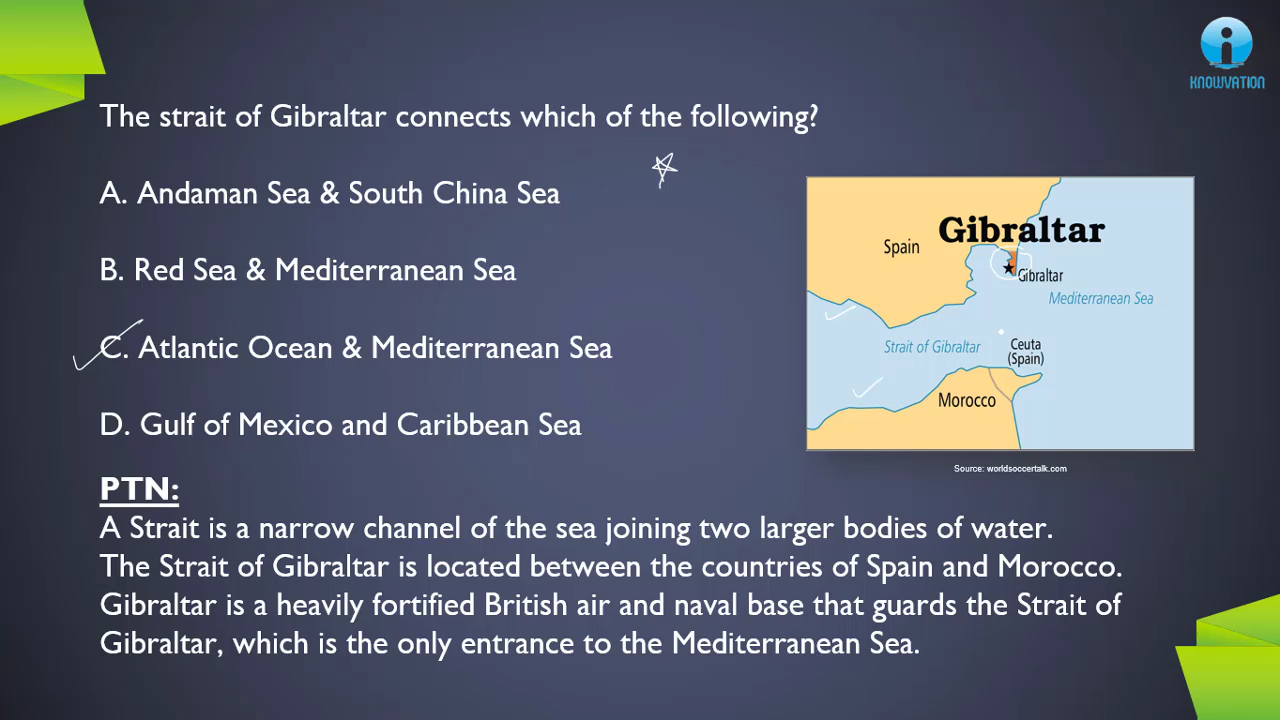 KNOWVATION
The strait of Gibraltar connects which of the following?
A. Andaman Sea & South China Sea
B. Red Sea & Mediterranean Sea
C. Atlantic Ocean & Mediterranean Sea
D. Gulf of Mexico and Caribbean Sea
Gibraltar
Spain
Gibraltar
Mediterranean Sea
Strait of Gibraltar
Ceuta
(Spain)
Morocco
Source: worldsoccertalk.com
PTN:
A Strait is a narrow channel of the sea joining two larger bodies of water.
The Strait of Gibraltar is located between the countries of Spain and Morocco.
Gibraltar is a heavily fortified British air and naval base that guards the Strait of
Gibraltar, which is the only entrance to the Mediterranean Sea.